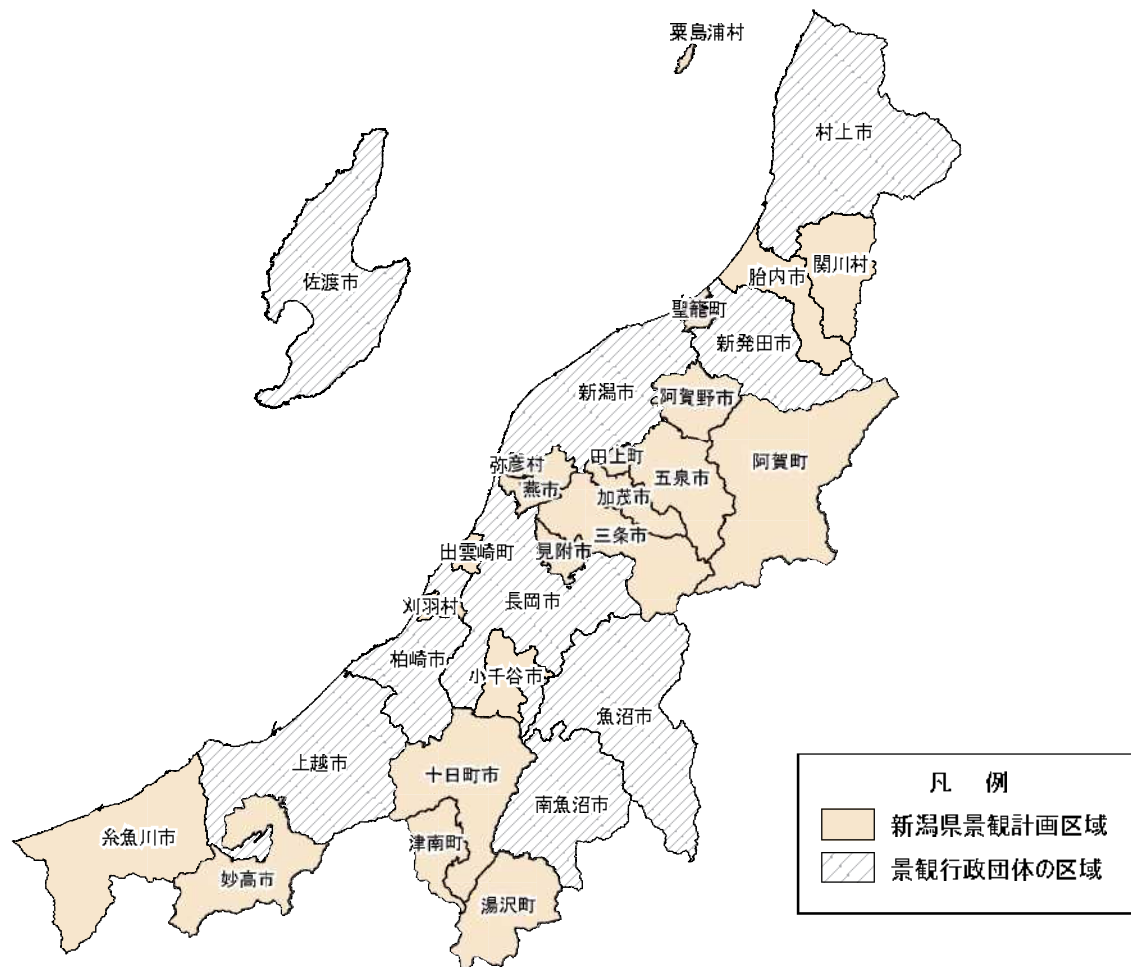 粟島浦村
村上市
佐渡市
関川村
胎内市
聖籠町
新発田市
新潟市
阿賀野市
阿賀町
弥彦村
田上町
五泉市
燕市
加茂市
三条市
出雲崎町
見附市
長岡市
刈羽村
柏崎市
小千谷市
魚沼市
上越市
十日町市
南魚沼市
糸魚川市
津南町
妙高市
湯沢町
凡 例
新潟県景観計画区域
景観行政団体の区域